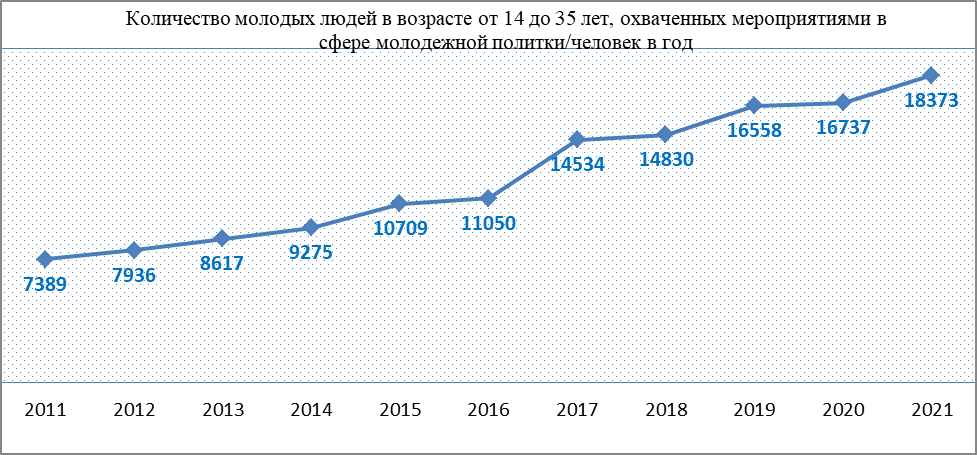 Количество молодых людей в возрасте от 14 до 35 лет, охваченных мероприятиями в
сфере молодежной политки/человек в год
7389 7936 8617 9275 10709 11050 14534 14830 16558 16737 18373
2011 2012 2013 2014 2015 2016 2017 2018 2019 2020 2021